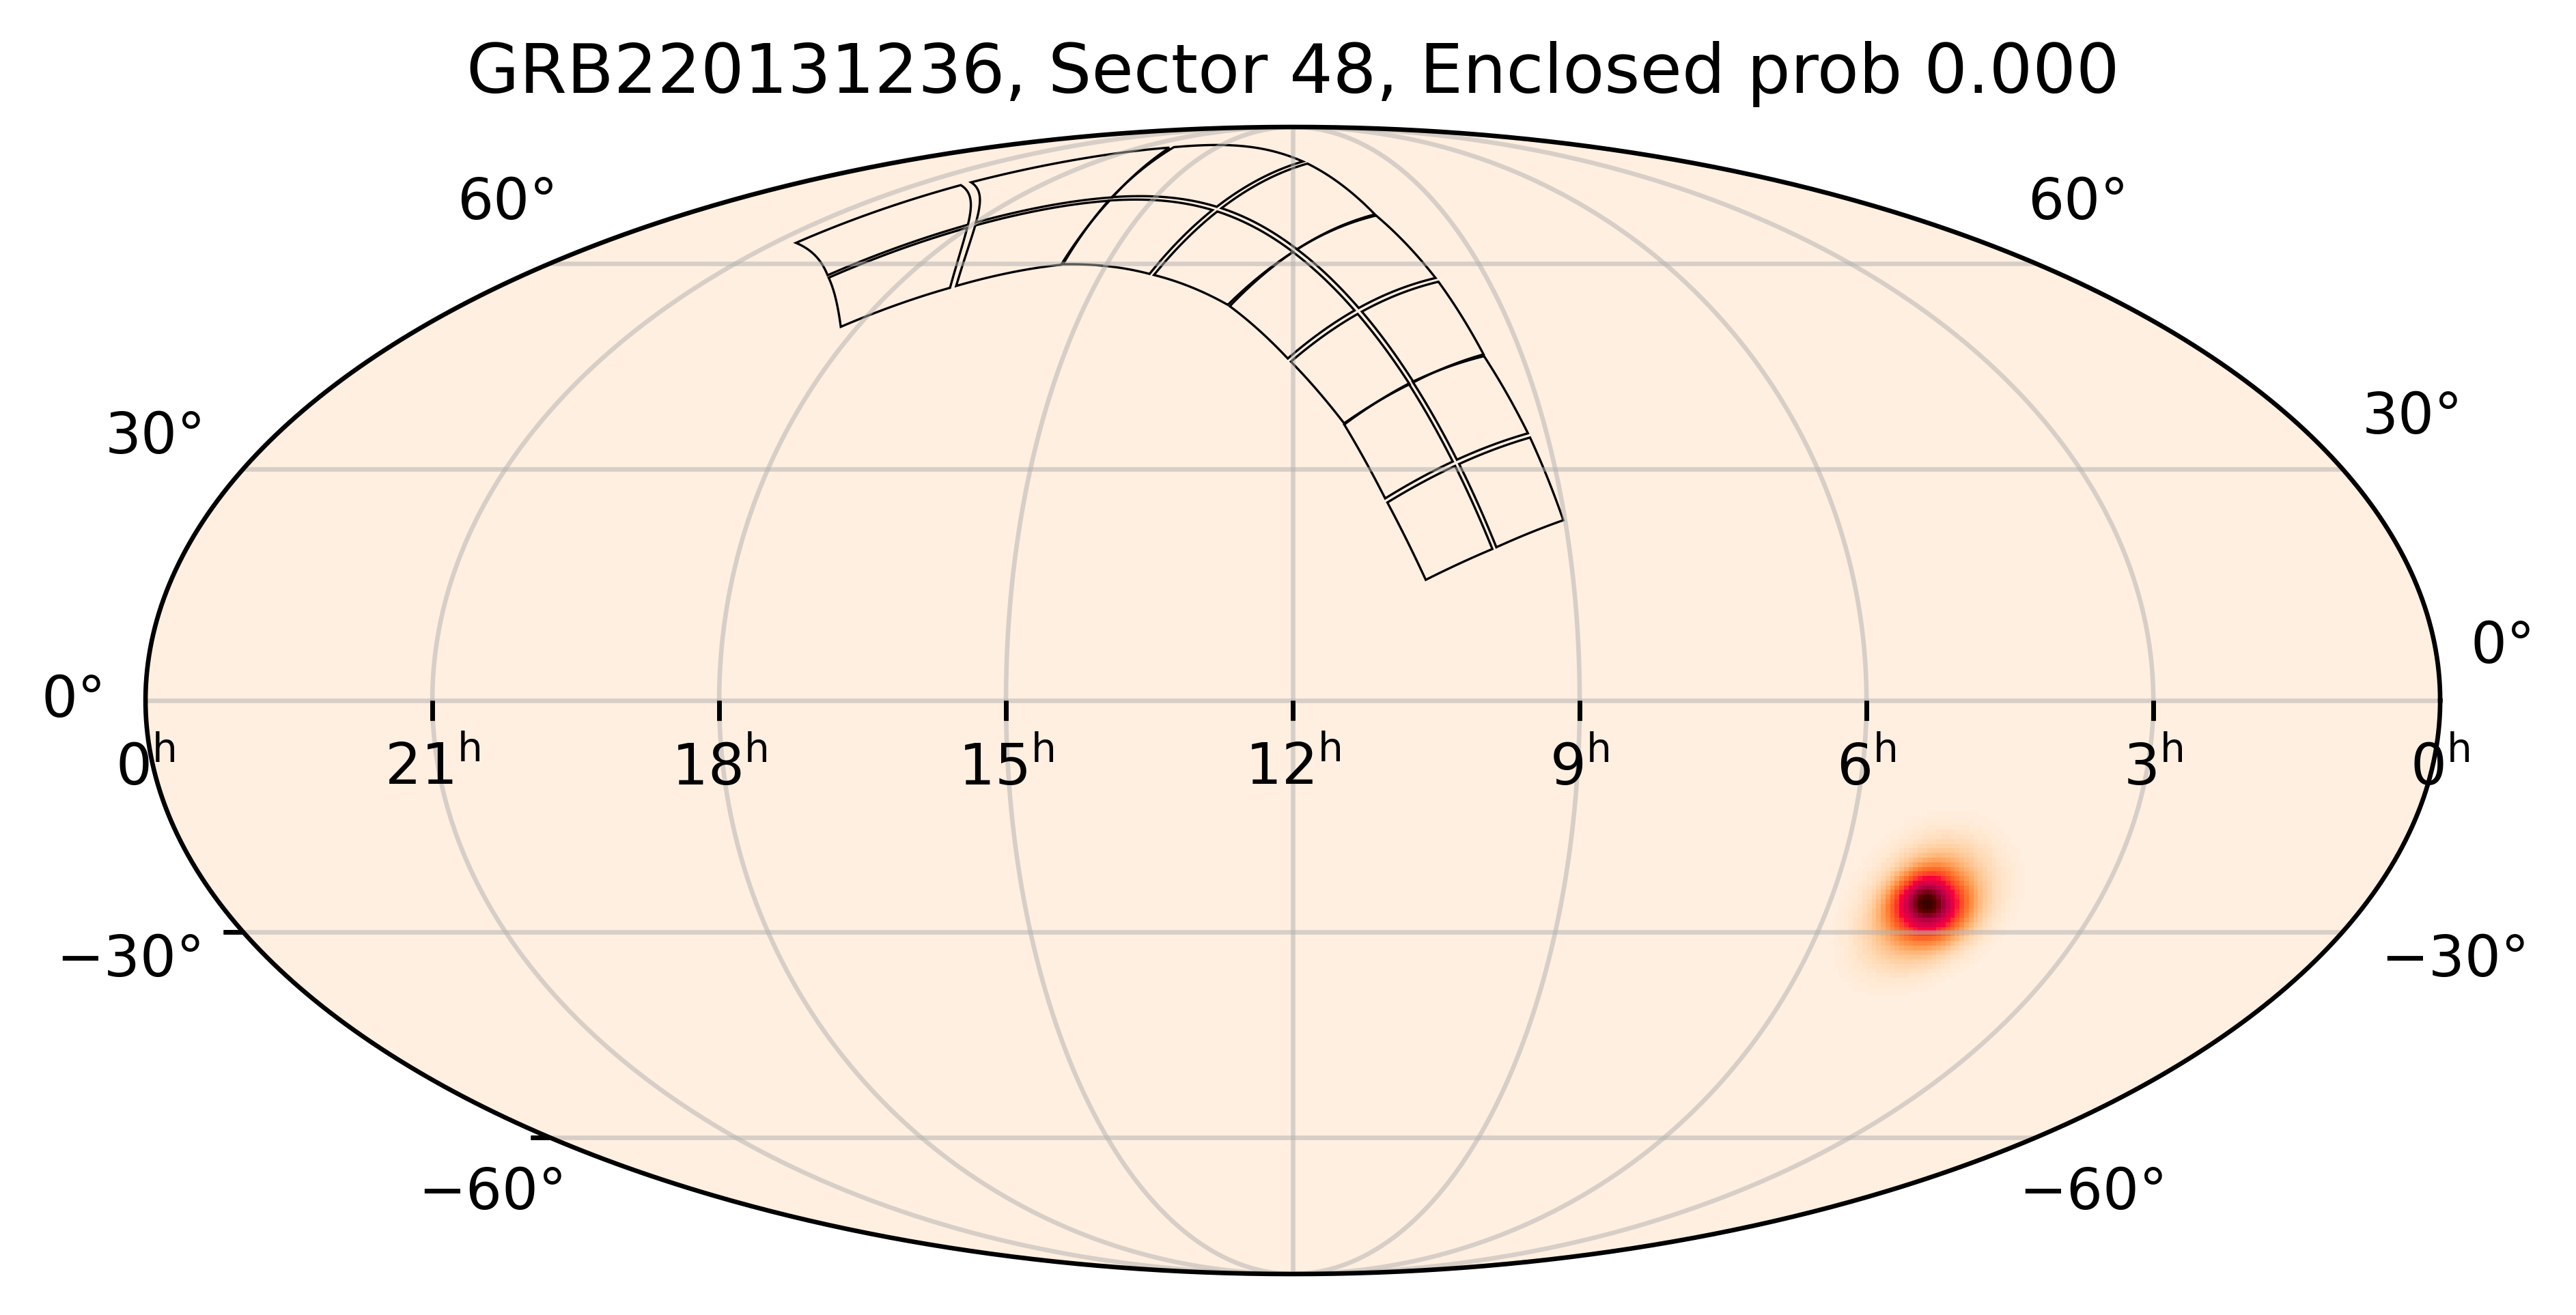 GRB220131236, Sector 48, Enclosed prob 0.000
60° 60°
30° 30°
0° 0°
0h 21h 18h 15h 12h 9h 6h 3h 0h
−30° −30°
−60° −60°